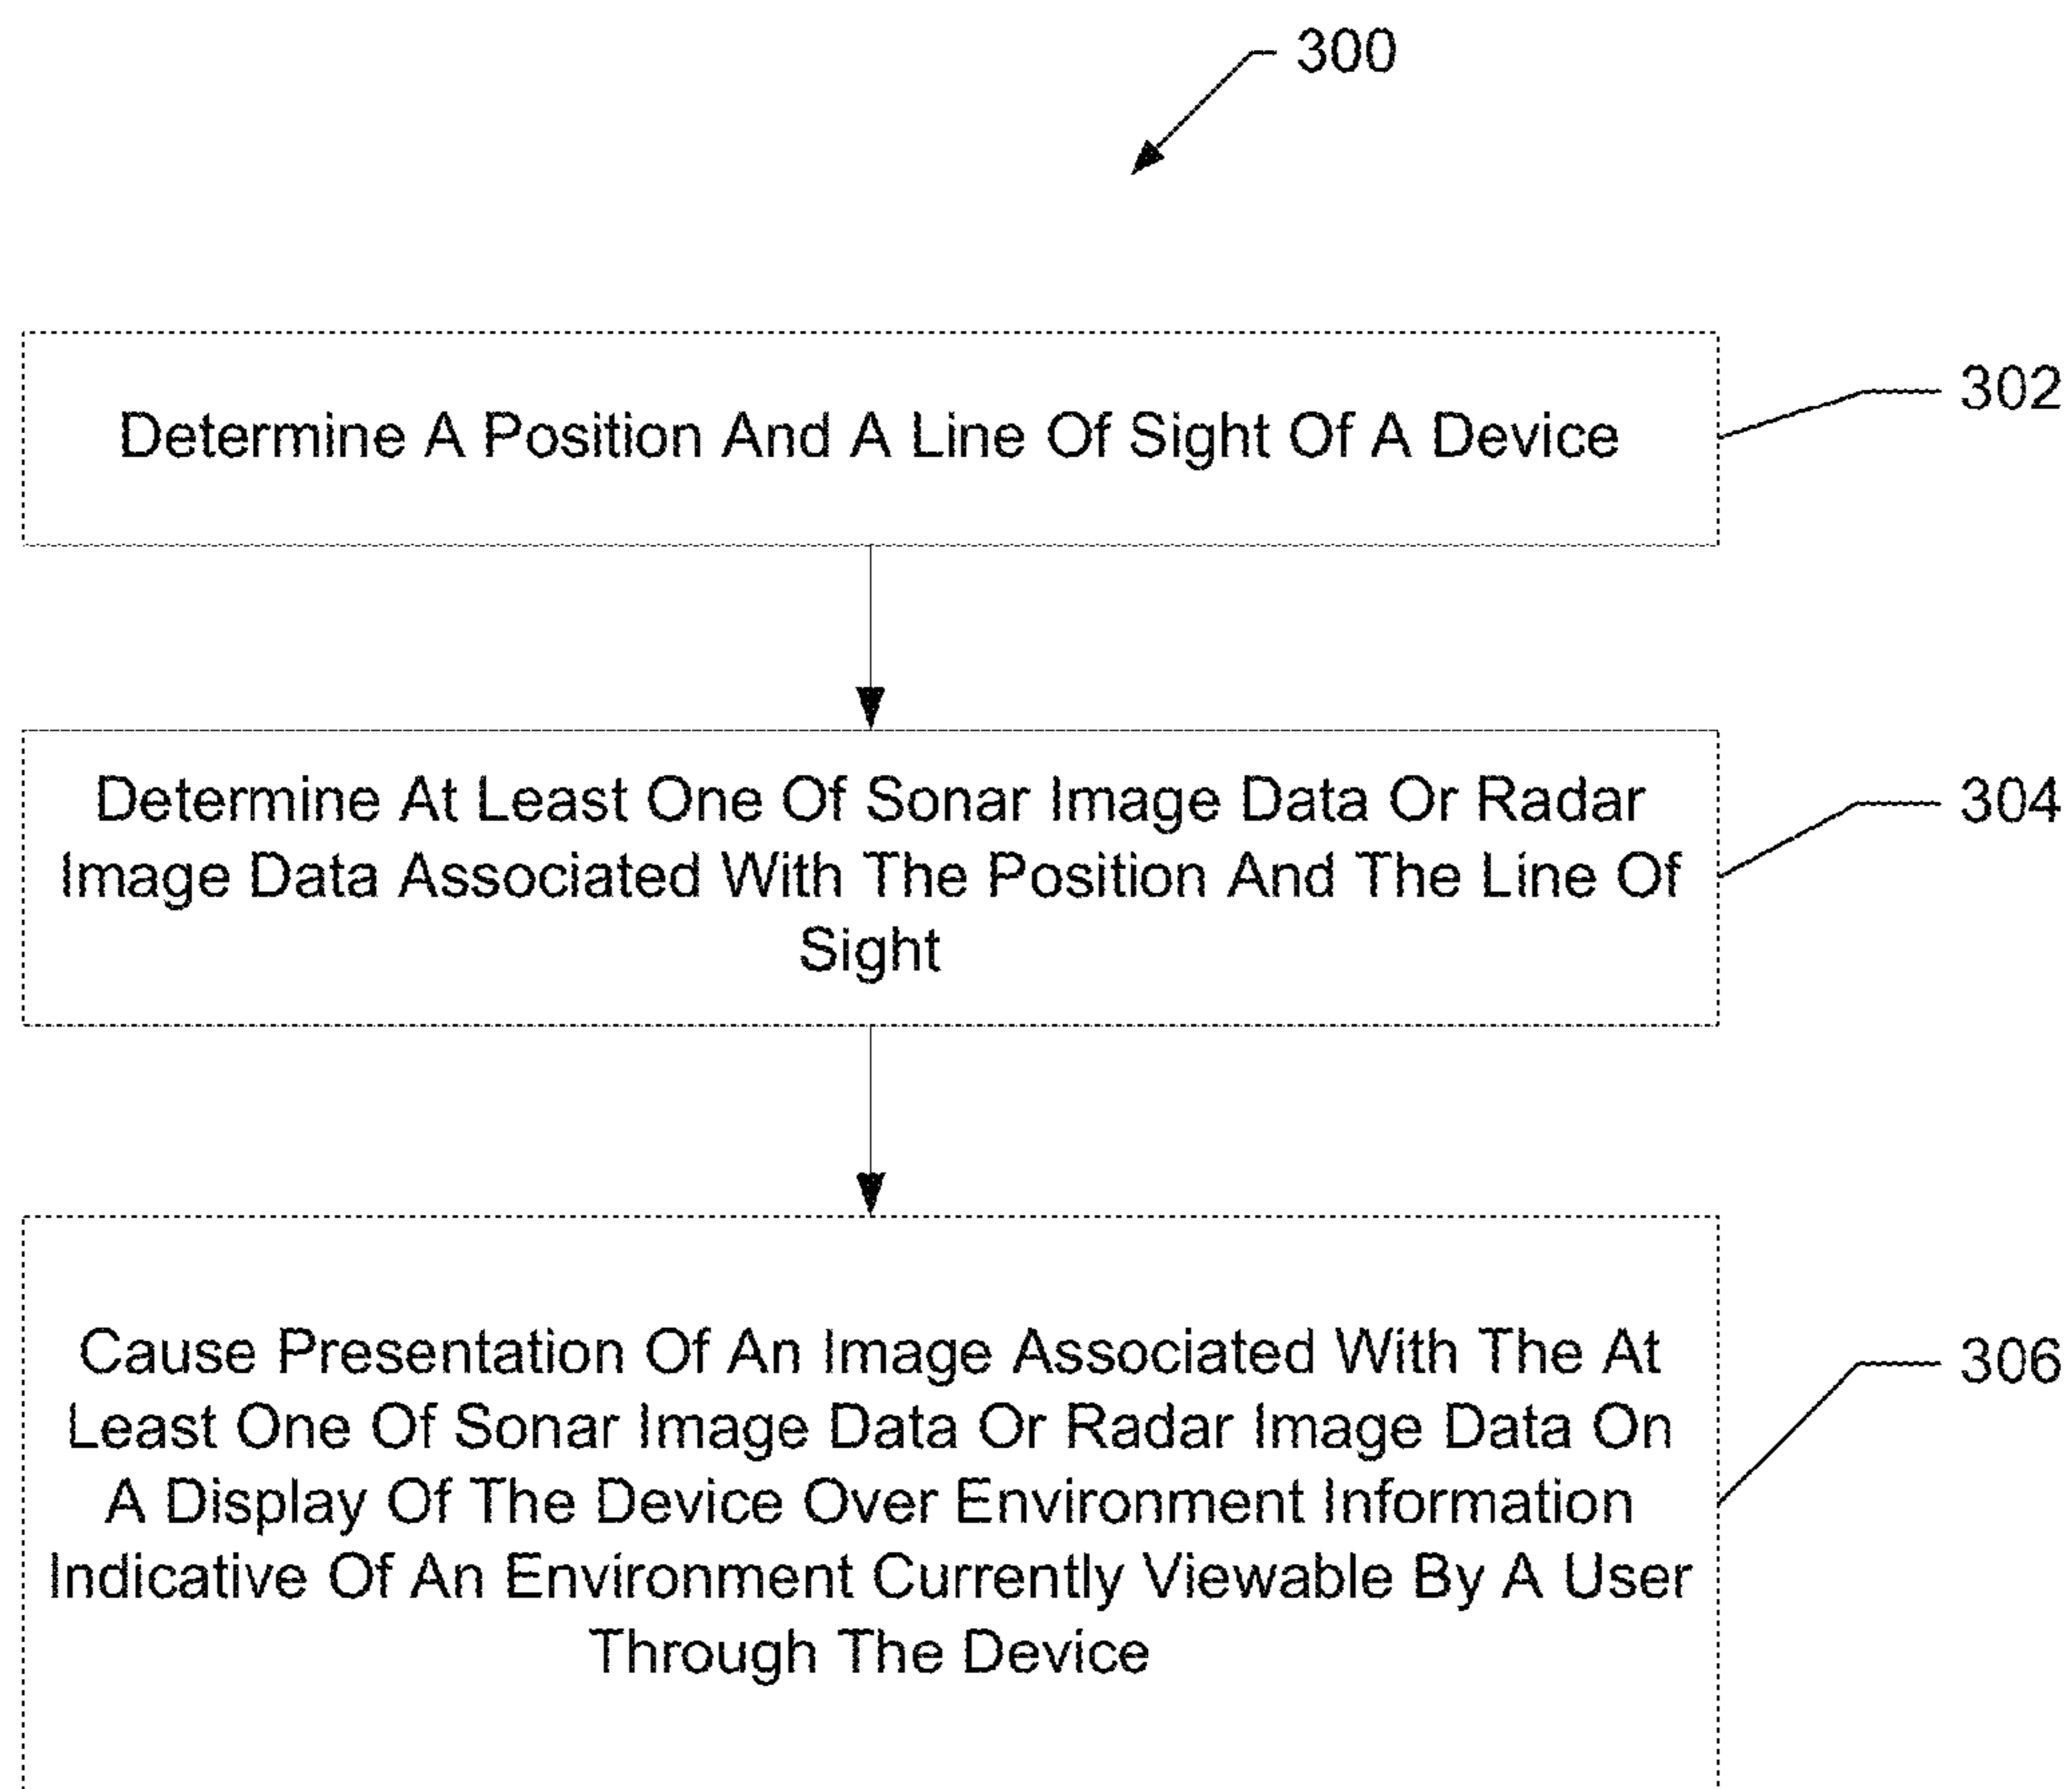 300
Determine A Position And A Line Of Sight Of A Device
302
Determine At Least One Of Sonar Image Data Or Radar
Image Data Associated With The Position And The Line Of
Sight
304
Cause Presentation Of An Image Associated With The At
Least One Of Sonar Image Data Or Radar Image Data On
A Display Of The Device Over Environment Information
Indicative Of An Environment Currently Viewable By A User
Through The Device
306